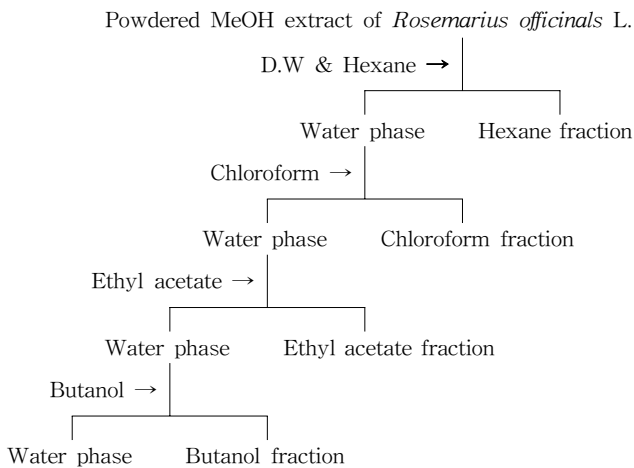 Powdered MeOH extract of Rosemarius officinals L.
D.W & Hexane →
Water phase Hexane fraction
Chloroform →
Water phase Chloroform fraction
Ethyl acetate →
Water phase Ethyl acetate fraction
Butanol →
Water phase Butanol fraction